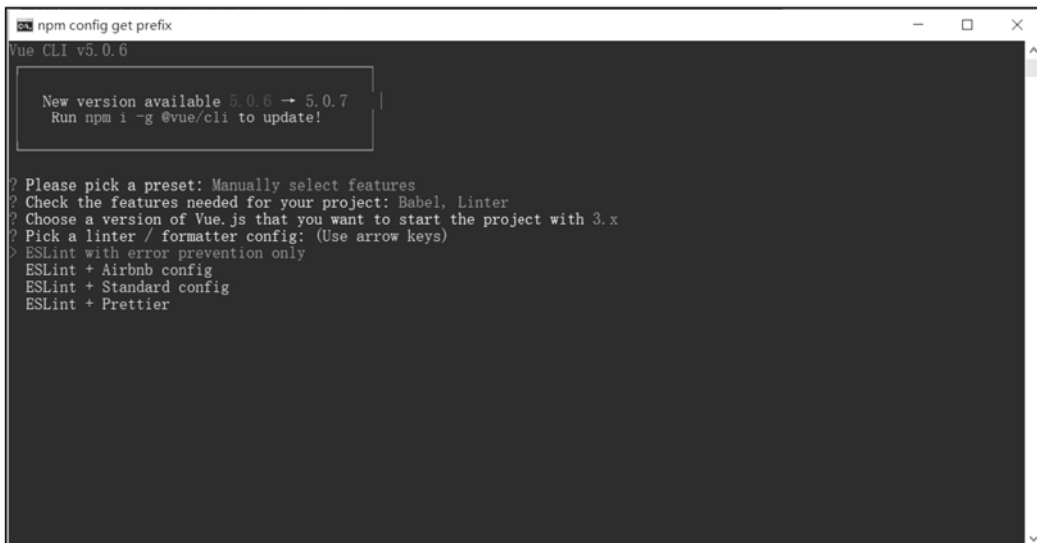 npm config get prefix
Vue CLI v5.0.6
New version available 5.0.6 → 5.0.7
Run npm i -g @vue/cli to update!
? Please pick a preset: Manually select features
? Check the features needed for your project: Babel, Linter
? Choose a version of Vue.js that you want to start the project with 3.x
? Pick a linter / formatter config: (Use arrow keys)
> ESLint with error prevention only
ESLint + Airbnb config
ESLint + Standard config
ESLint + Prettier